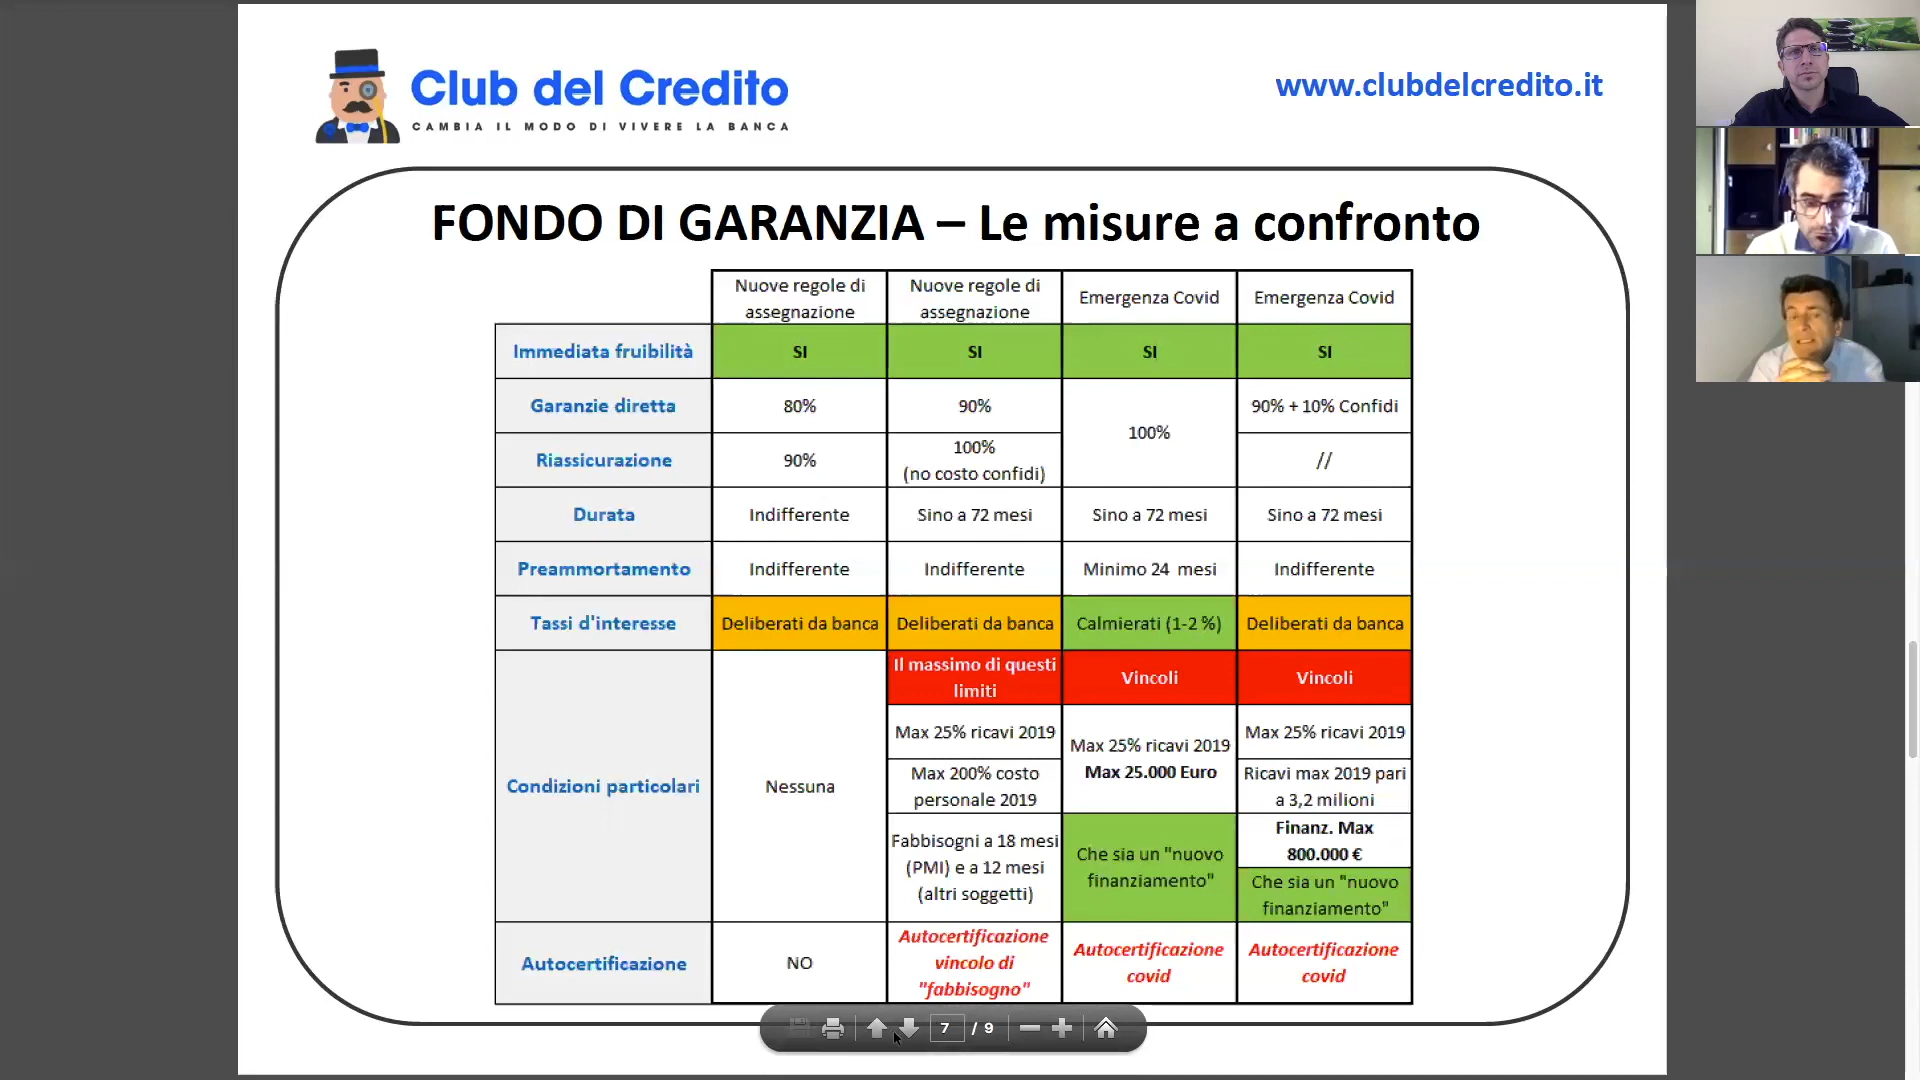 Club del Credito
CAMBIA IL MODO DI VIVERE LA BANCA
www.clubdelcredito.it
FONDO DI GARANZIA – Le misure a confronto
Nuove regole di assegnazione
Nuove regole di assegnazione
Emergenza Covid
Emergenza Covid
Immediata fruibilità SI SI SI SI
Garanzie diretta 80% 90% 100% 90% + 10% Confidi
Riassicurazione 90% 100% (no costo confidi) //
Durata Indifferente Sino a 72 mesi Sino a 72 mesi Sino a 72 mesi
Preammortamento Indifferente Indifferente Minimo 24 mesi Indifferente
Tassi d'interesse Deliberati da banca Deliberati da banca Calmierati (1-2 %) Deliberati da banca
Condizioni particolari
Nessuna
Il massimo di questi
limiti
Max 25% ricavi 2019
Max 200% costo
personale 2019
Fabbisogni a 18 mesi
(PMI) e a 12 mesi
(altri soggetti)
Vincoli
Max 25% ricavi 2019
Max 25.000 Euro
Che sia un "nuovo
finanziamento"
Vincoli
Max 25% ricavi 2019
Ricavi max 2019 pari
a 3,2 milioni
Finanz. Max
800.000 €
Che sia un "nuovo
finanziamento"
Autocertificazione
NO
Autocertificazione
vincolo di
"fabbisogno"
Autocertificazione
covid
Autocertificazione
covid
7 / 9